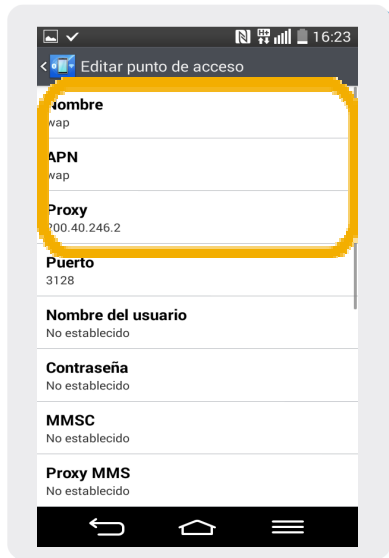 16:23
Editar punto de acceso
Nombre
wap
APN
wap
Proxy
200.40.246.2
Puerto
3128
Nombre del usuario
No establecido
Contraseña
No establecido
MMSC
No establecido
Proxy MMS
No establecido